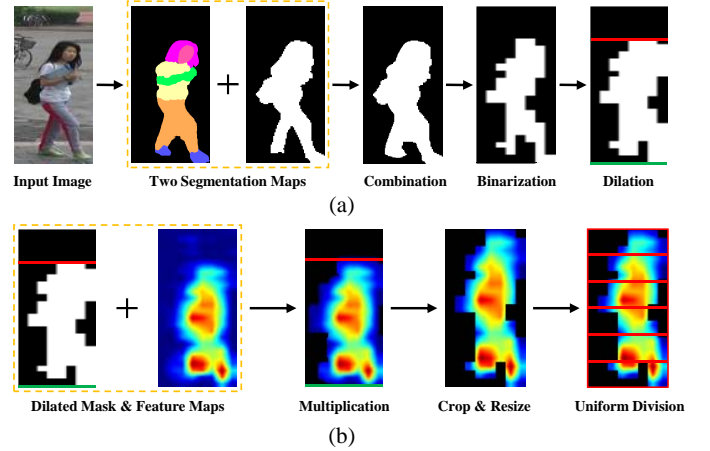 Input Image Two Segmentation Maps Combination Binarization Dilation
(a)
Dilated Mask & Feature Maps Multiplication Crop & Resize Uniform Division
(b)